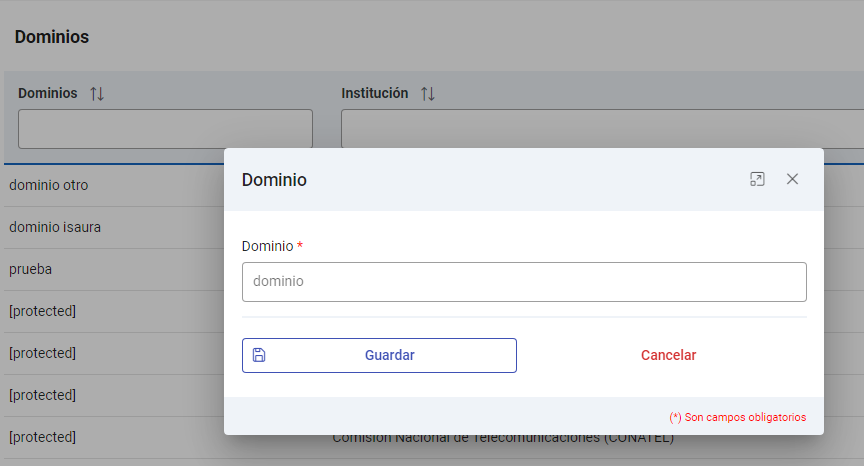 Dominios
Dominios Institución
dominio otro
dominio isaura
prueba
[protected]
[protected]
[protected]
[protected] Comisión Nacional de Telecomunicaciones (CONATEL)
Dominio
Dominio *
dominio
Guardar Cancelar
(*) Son campos obligatorios